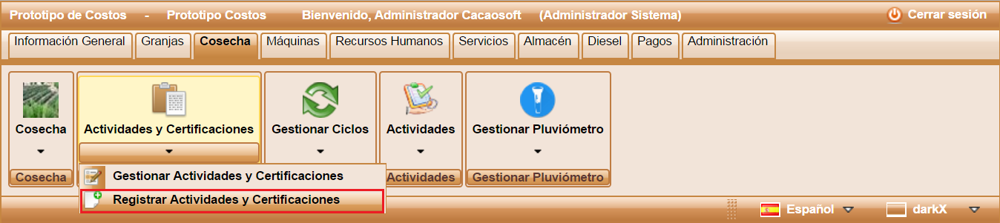 Prototipo de Costos - Prototipo Costos Bienvenido, Administrador Cacaosoft (Administrador Sistema) Cerrar sesión
Información General Granjas Cosecha Máquinas Recursos Humanos Servicios Almacén Diesel Pagos Administración
Cosecha Actividades y Certificaciones Gestionar Ciclos Actividades Gestionar Pluviómetro
Cosecha Actividades Gestionar Pluviómetro
Gestionar Actividades y Certificaciones
Registrar Actividades y Certificaciones
Español darkX